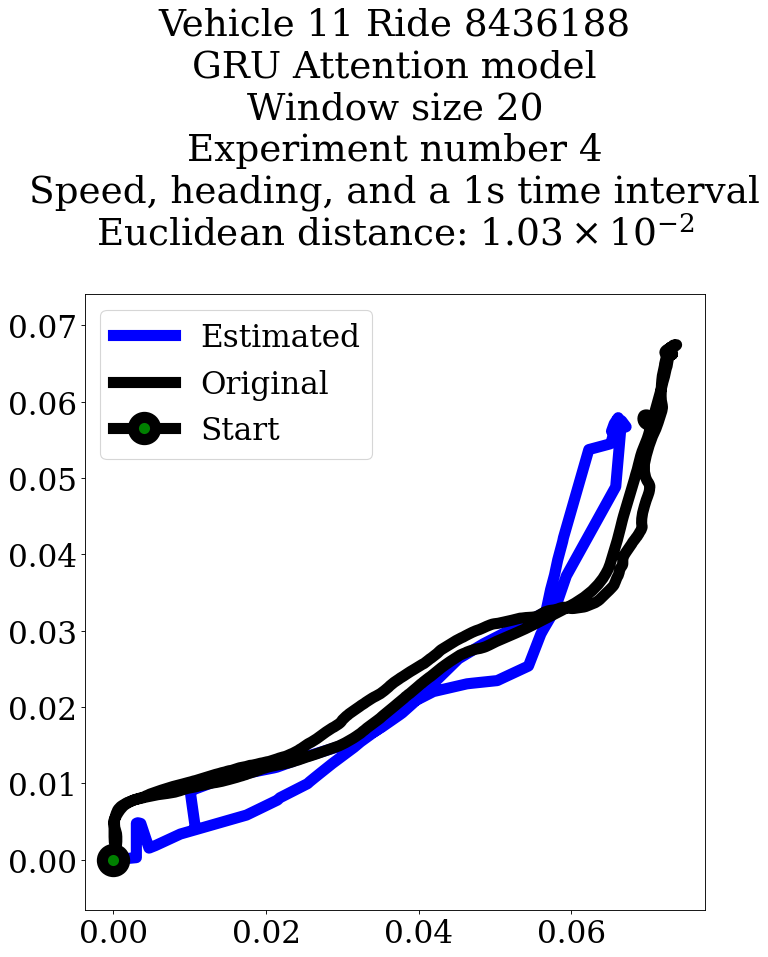 Vehicle 11 Ride 8436188
GRU Attention model
Window size 20
Experiment number 4
Speed, heading, and a 1s time interval
Euclidean distance: 1.03 × 10⁻²
Estimated
Original
Start
0.07
0.06
0.05
0.04
0.03
0.02
0.01
0.00
0.00 0.02 0.04 0.06